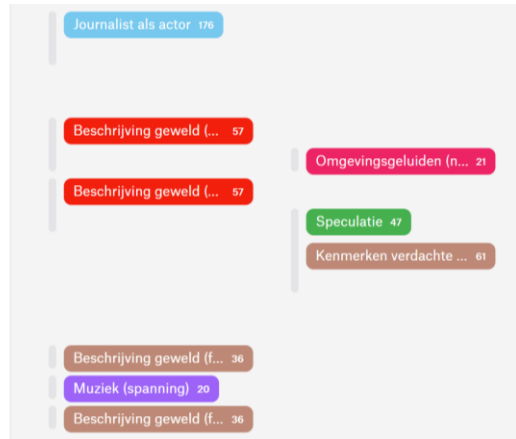 Journalist als actor 176
Beschrijving geweld (... 57
Omgevingsgeluiden (n... 21
Beschrijving geweld (... 57
Speculatie 47
Kenmerken verdachte ... 61
Beschrijving geweld (f... 36
Muziek (spanning) 20
Beschrijving geweld (f... 36